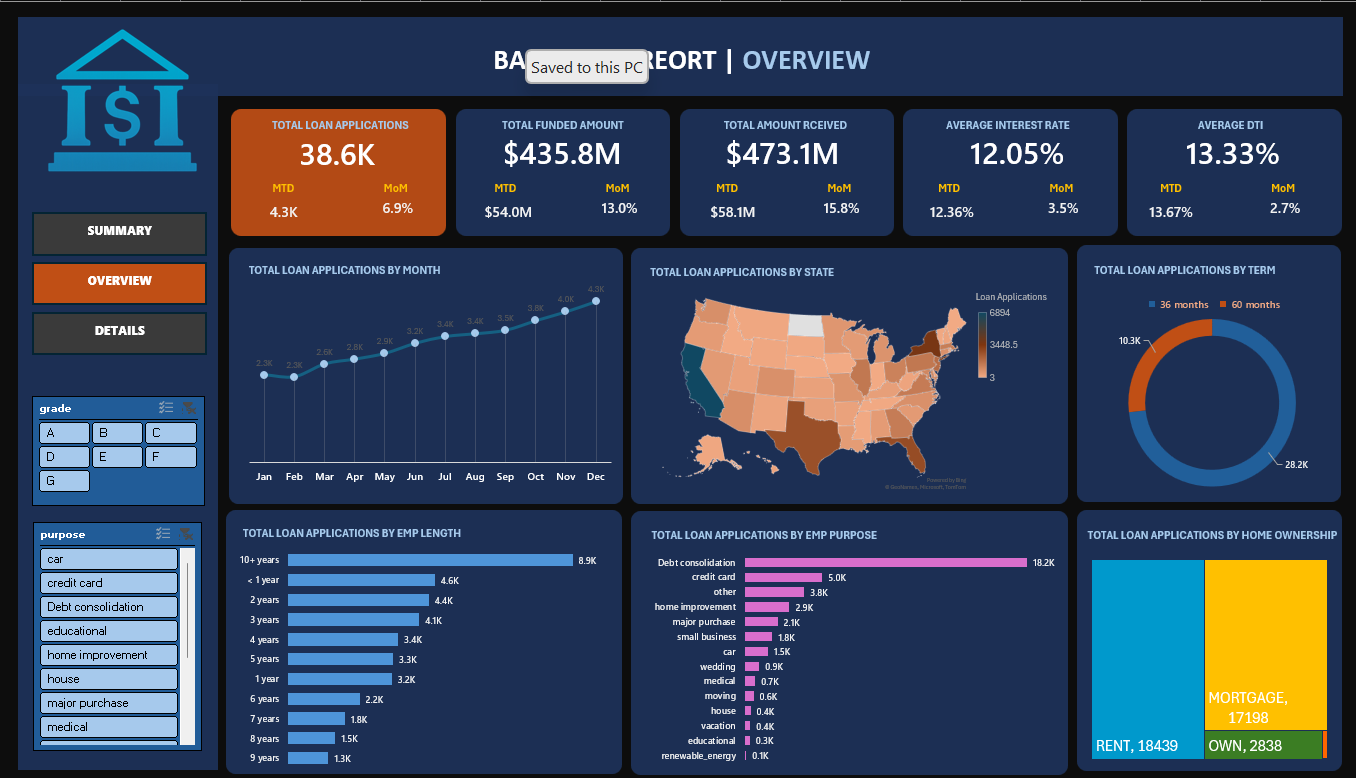 BA REORT | OVERVIEW
Saved to this PC
$
SUMMARY
OVERVIEW
DETAILS
grade
A B C
D E F
G
purpose
car
credit card
Debt consolidation
educational
home improvement
house
major purchase
medical
TOTAL LOAN APPLICATIONS
38.6K
MTD MoM
4.3K 6.9%
TOTAL FUNDED AMOUNT
$435.8M
MTD MoM
$54.0M 13.0%
TOTAL AMOUNT RCEIVED
$473.1M
MTD MoM
$58.1M 15.8%
AVERAGE INTEREST RATE
12.05%
MTD MoM
12.36% 3.5%
AVERAGE DTI
13.33%
MTD MoM
13.67% 2.7%
TOTAL LOAN APPLICATIONS BY MONTH
2.3K 2.3K 2.6K 2.8K 2.9K 3.2K 3.4K 3.4K 3.5K 3.8K 4.0K 4.3K
Jan Feb Mar Apr May Jun Jul Aug Sep Oct Nov Dec
TOTAL LOAN APPLICATIONS BY STATE
Loan Applications
6894
3448.5
3
Powered by Bing
© GeoNames, Microsoft, TomTom
TOTAL LOAN APPLICATIONS BY TERM
36 months 60 months
10.3K
28.2K
TOTAL LOAN APPLICATIONS BY EMP LENGTH
10+ years 8.9K
< 1 year 4.6K
2 years 4.4K
3 years 4.1K
4 years 3.4K
5 years 3.3K
1 year 3.2K
6 years 2.2K
7 years 1.8K
8 years 1.5K
9 years 1.3K
TOTAL LOAN APPLICATIONS BY EMP PURPOSE
Debt consolidation 18.2K
credit card 5.0K
other 3.8K
home improvement 2.9K
major purchase 2.1K
small business 1.8K
car 1.5K
wedding 0.9K
medical 0.7K
moving 0.6K
house 0.4K
vacation 0.4K
educational 0.3K
renewable_energy 0.1K
TOTAL LOAN APPLICATIONS BY HOME OWNERSHIP
MORTGAGE,
17198
RENT, 18439
OWN, 2838